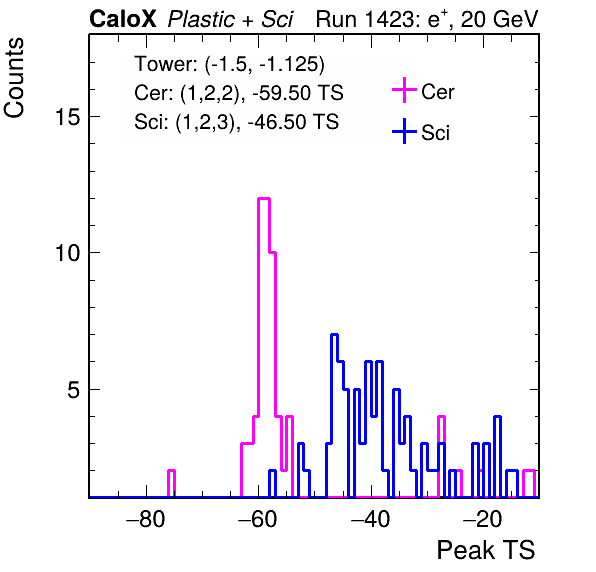 CaloX Plastic + Sci Run 1423: e+, 20 GeV
Counts
Tower: (-1.5, -1.125)
Cer: (1,2,2), -59.50 TS
Sci: (1,2,3), -46.50 TS
Cer
Sci
15
10
5
−80 −60 −40 −20
Peak TS